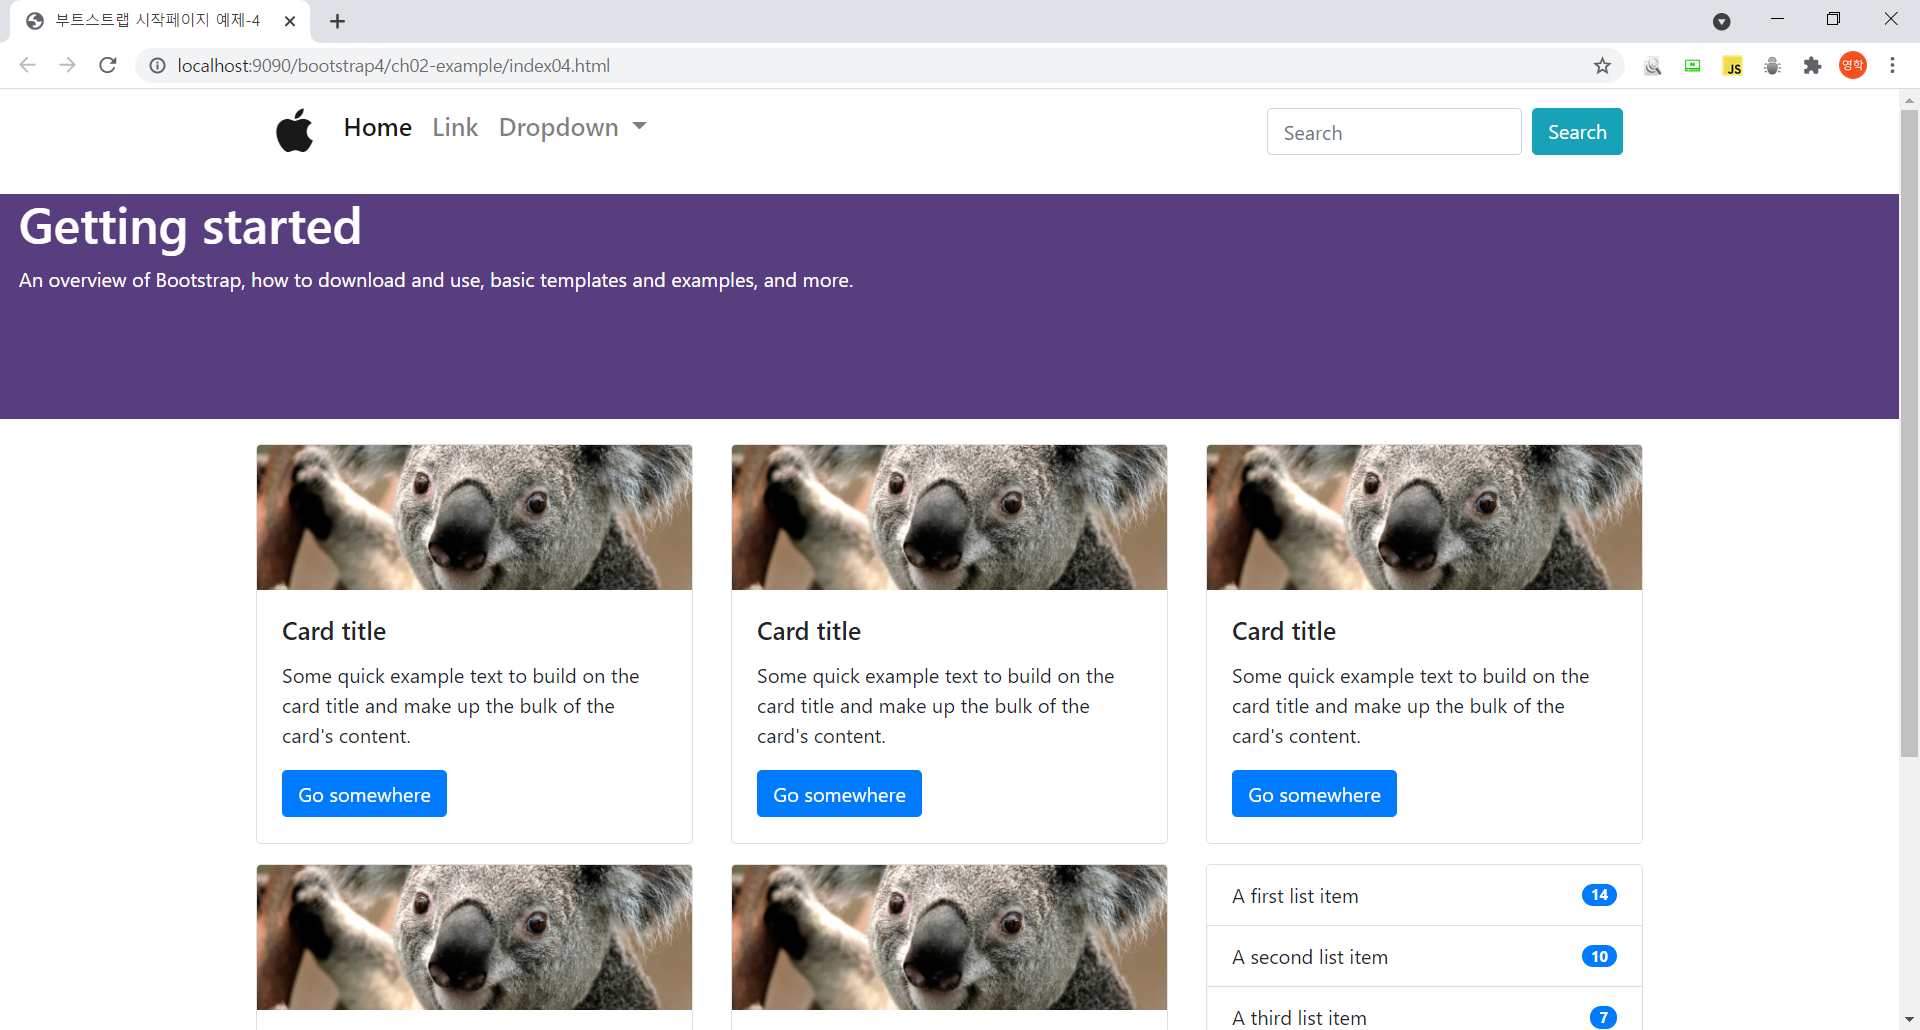 부트스트랩 시작페이지 예제-4
localhost:9090/bootstrap4/ch02-example/index04.html
JS
영학
Home Link Dropdown
Search
Search
Getting started
An overview of Bootstrap, how to download and use, basic templates and examples, and more.
Card title
Some quick example text to build on the
card title and make up the bulk of the
card's content.
Go somewhere
Card title
Some quick example text to build on the
card title and make up the bulk of the
card's content.
Go somewhere
Card title
Some quick example text to build on the
card title and make up the bulk of the
card's content.
Go somewhere
A first list item 14
A second list item 10
A third list item 7